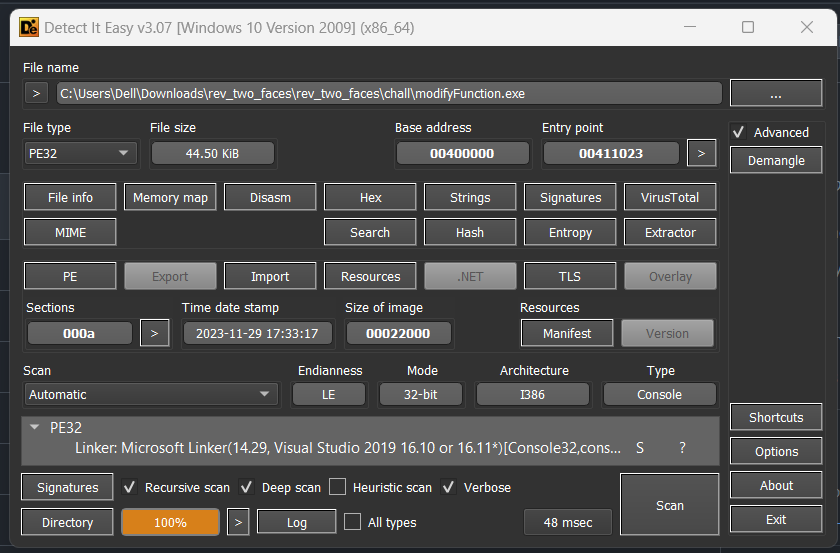 Detect It Easy v3.07 [Windows 10 Version 2009] (x86_64)
File name
> C:\Users\Dell\Downloads\rev_two_faces\rev_two_faces\chall\modifyFunction.exe ...
File type File size Base address Entry point Advanced
PE32 44.50 KiB 00400000 00411023 > Demangle
File info Memory map Disasm Hex Strings Signatures VirusTotal
MIME Search Hash Entropy Extractor
PE Export Import Resources .NET TLS Overlay
Sections Time date stamp Size of image Resources
000a > 2023-11-29 17:33:17 00022000 Manifest Version
Scan Endianness Mode Architecture Type
Automatic LE 32-bit I386 Console
PE32 Shortcuts
Linker: Microsoft Linker(14.29, Visual Studio 2019 16.10 or 16.11*)[Console32,cons... S ? Options
Signatures Recursive scan Deep scan Heuristic scan Verbose Scan About
Directory 100% > Log All types 48 msec Exit